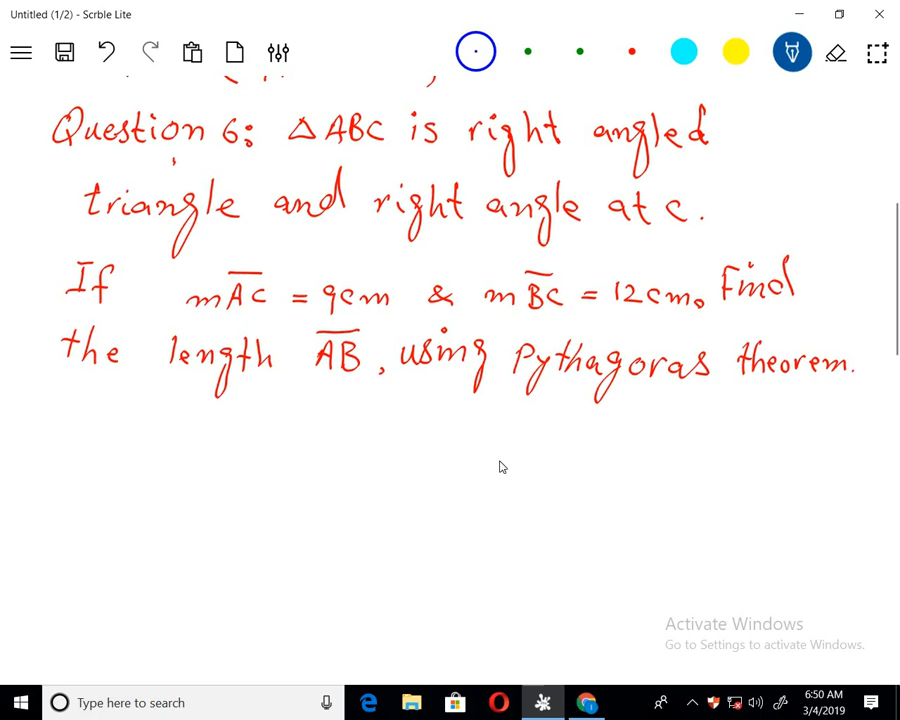 Untitled (1/2) - Scrble Lite
Question 6: △ABC is right angled
triangle and right angle at c.
If mAC = 9cm & mBC = 12cm. Find
the length AB, using Pythagoras theorem.
Activate Windows
Go to Settings to activate Windows.
Type here to search
6:50 AM
3/4/2019